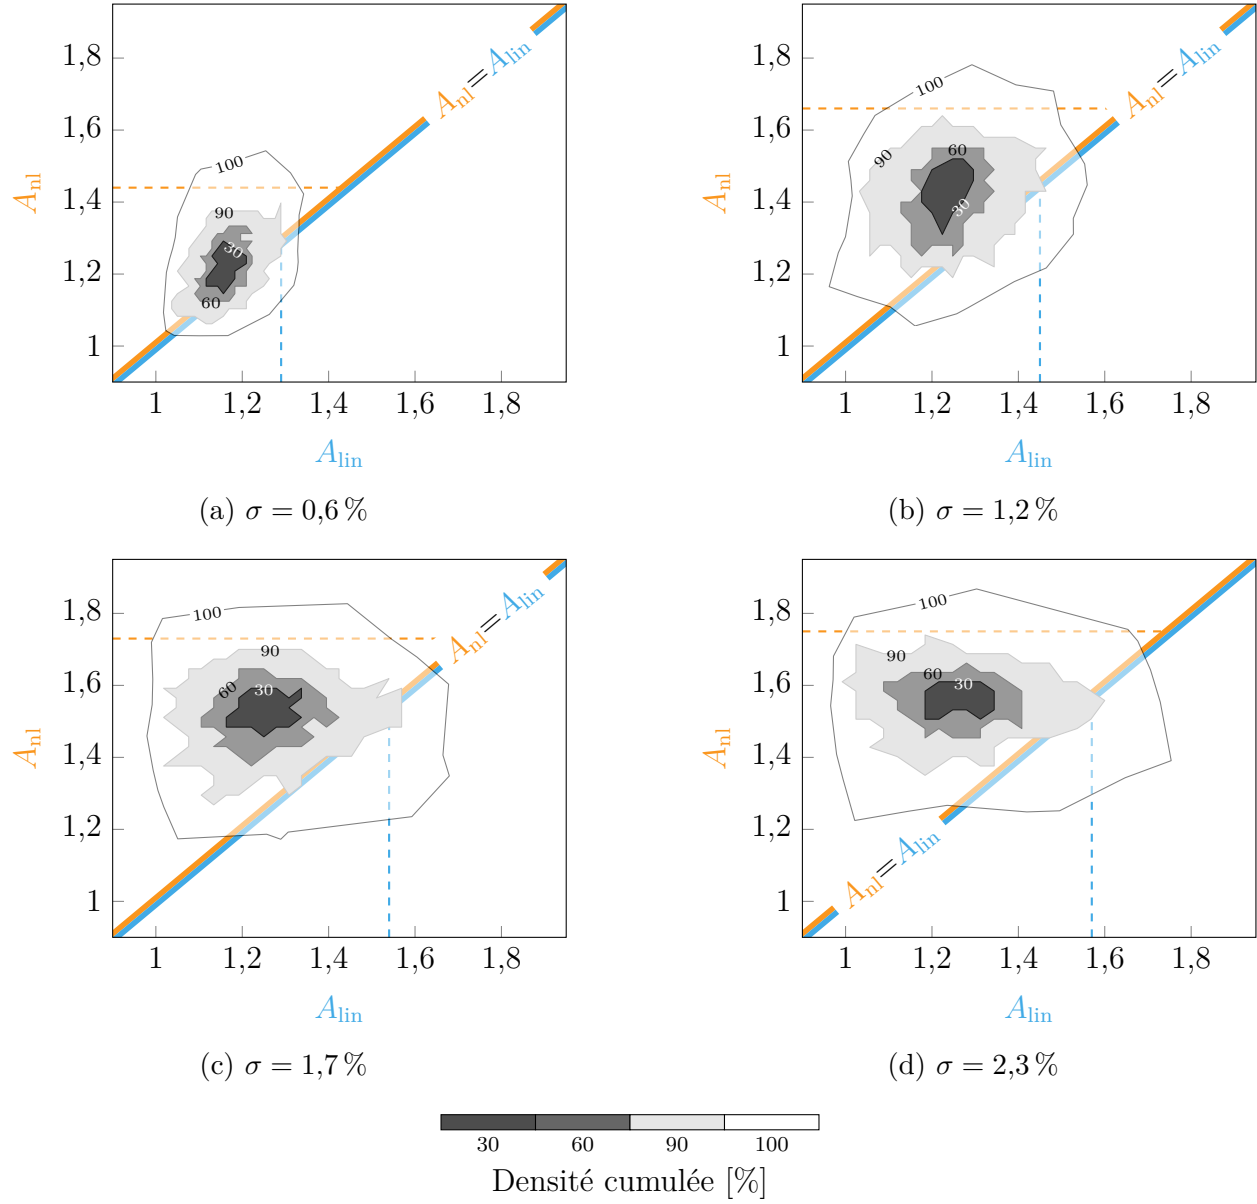 1,8
1,6
1,4
1,2
1
A_nl
100
90
30
60
A_nl = A_lin
1 1,2 1,4 1,6 1,8
A_lin
(a) σ = 0,6 %
1,8
1,6
1,4
1,2
1
A_nl
100
90
60
30
A_nl = A_lin
1 1,2 1,4 1,6 1,8
A_lin
(b) σ = 1,2 %
1,8
1,6
1,4
1,2
1
A_nl
100
90
60
30
A_nl = A_lin
1 1,2 1,4 1,6 1,8
A_lin
(c) σ = 1,7 %
1,8
1,6
1,4
1,2
1
A_nl
100
90
60
30
A_nl = A_lin
1 1,2 1,4 1,6 1,8
A_lin
(d) σ = 2,3 %
30 60 90 100
Densité cumulée [%]